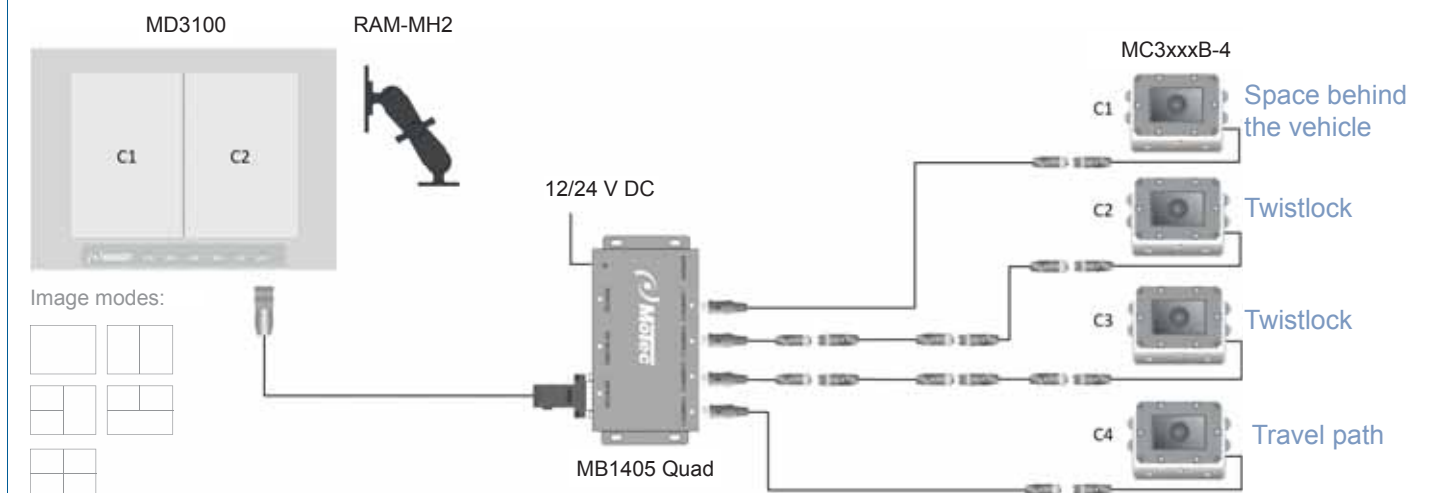 MD3100
RAM-MH2
MC3xxxB-4
C1
Space behind
the vehicle
C1
C2
12/24 V DC
C2
Twistlock
Image modes:
C3
Twistlock
Motec
C4
Travel path
MB1405 Quad